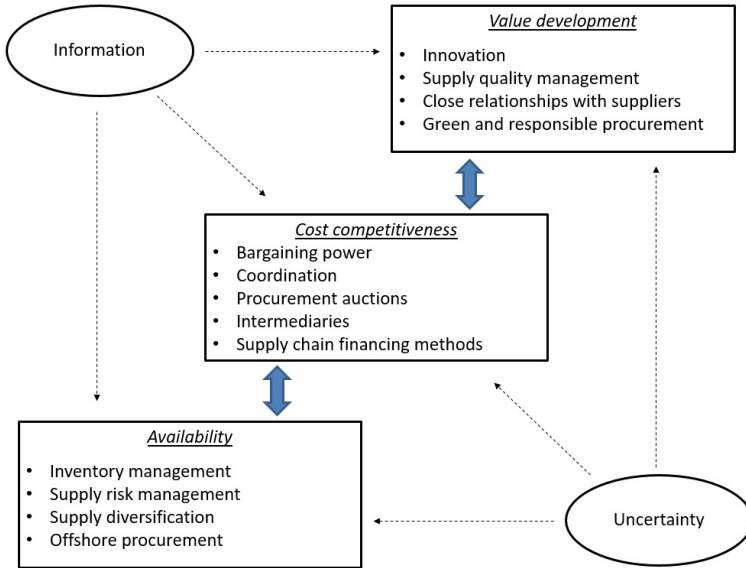 Information
Value development
• Innovation
• Supply quality management
• Close relationships with suppliers
• Green and responsible procurement
Cost competitiveness
• Bargaining power
• Coordination
• Procurement auctions
• Intermediaries
• Supply chain financing methods
Availability
• Inventory management
• Supply risk management
• Supply diversification
• Offshore procurement
Uncertainty